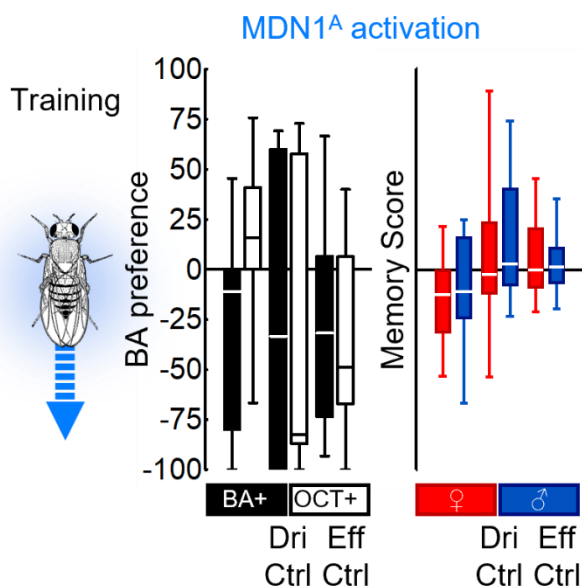 MDN1ᴬ activation
Training
BA preference
100
75
50
25
0
-25
-50
-75
-100
Memory Score
BA+ OCT+
♀ ♂
Dri Eff Dri Eff
Ctrl Ctrl Ctrl Ctrl